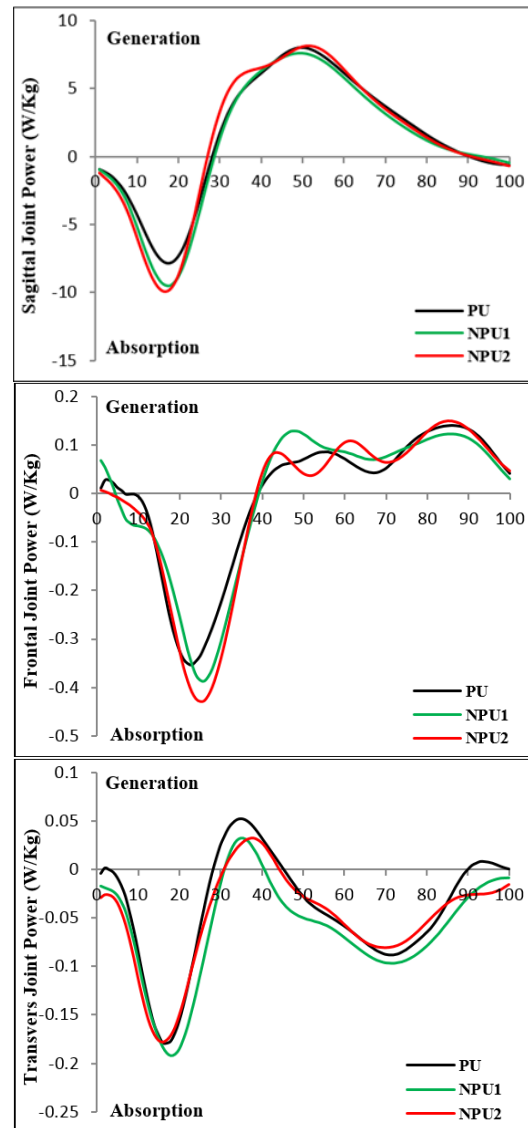 Generation
10
5
0
0 10 20 30 40 50 60 70 80 90 100
-5
-10
-15
Sagittal Joint Power (W/Kg)
Absorption
PU
NPU1
NPU2
Generation
0.2
0.1
0
0 10 20 30 40 50 60 70 80 90 100
-0.1
-0.2
-0.3
-0.4
-0.5
Frontal Joint Power (W/Kg)
Absorption
PU
NPU1
NPU2
Generation
0.1
0.05
0
0 10 20 30 40 50 60 70 80 90 100
-0.05
-0.1
-0.15
-0.2
-0.25
Transvers Joint Power (W/Kg)
Absorption
PU
NPU1
NPU2